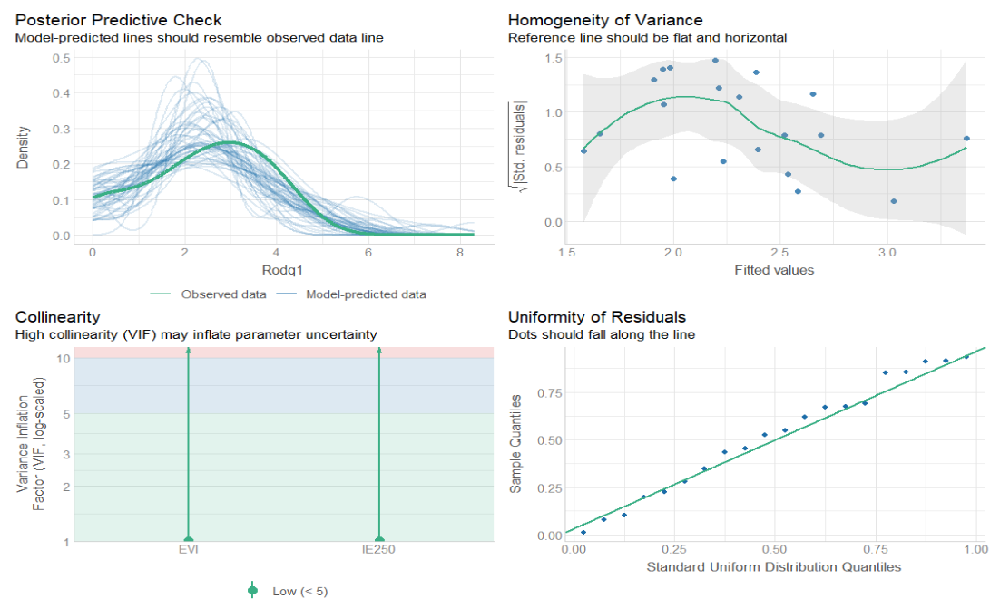 Posterior Predictive Check
Model-predicted lines should resemble observed data line
0.5
0.4
0.3
0.2
0.1
0.0
Density
0
2
4
6
8
Rodq1
Observed data
Model-predicted data
Homogeneity of Variance
Reference line should be flat and horizontal
1.5
1.0
0.5
0.0
√|Std. residuals|
1.5
2.0
2.5
3.0
Fitted values
Collinearity
High collinearity (VIF) may inflate parameter uncertainty
10
5
3
2
1
Variance Inflation
Factor (VIF, log-scaled)
EVI
IE250
Low (< 5)
Uniformity of Residuals
Dots should fall along the line
0.75
0.50
0.25
0.00
Sample Quantiles
0.00
0.25
0.50
0.75
1.00
Standard Uniform Distribution Quantiles